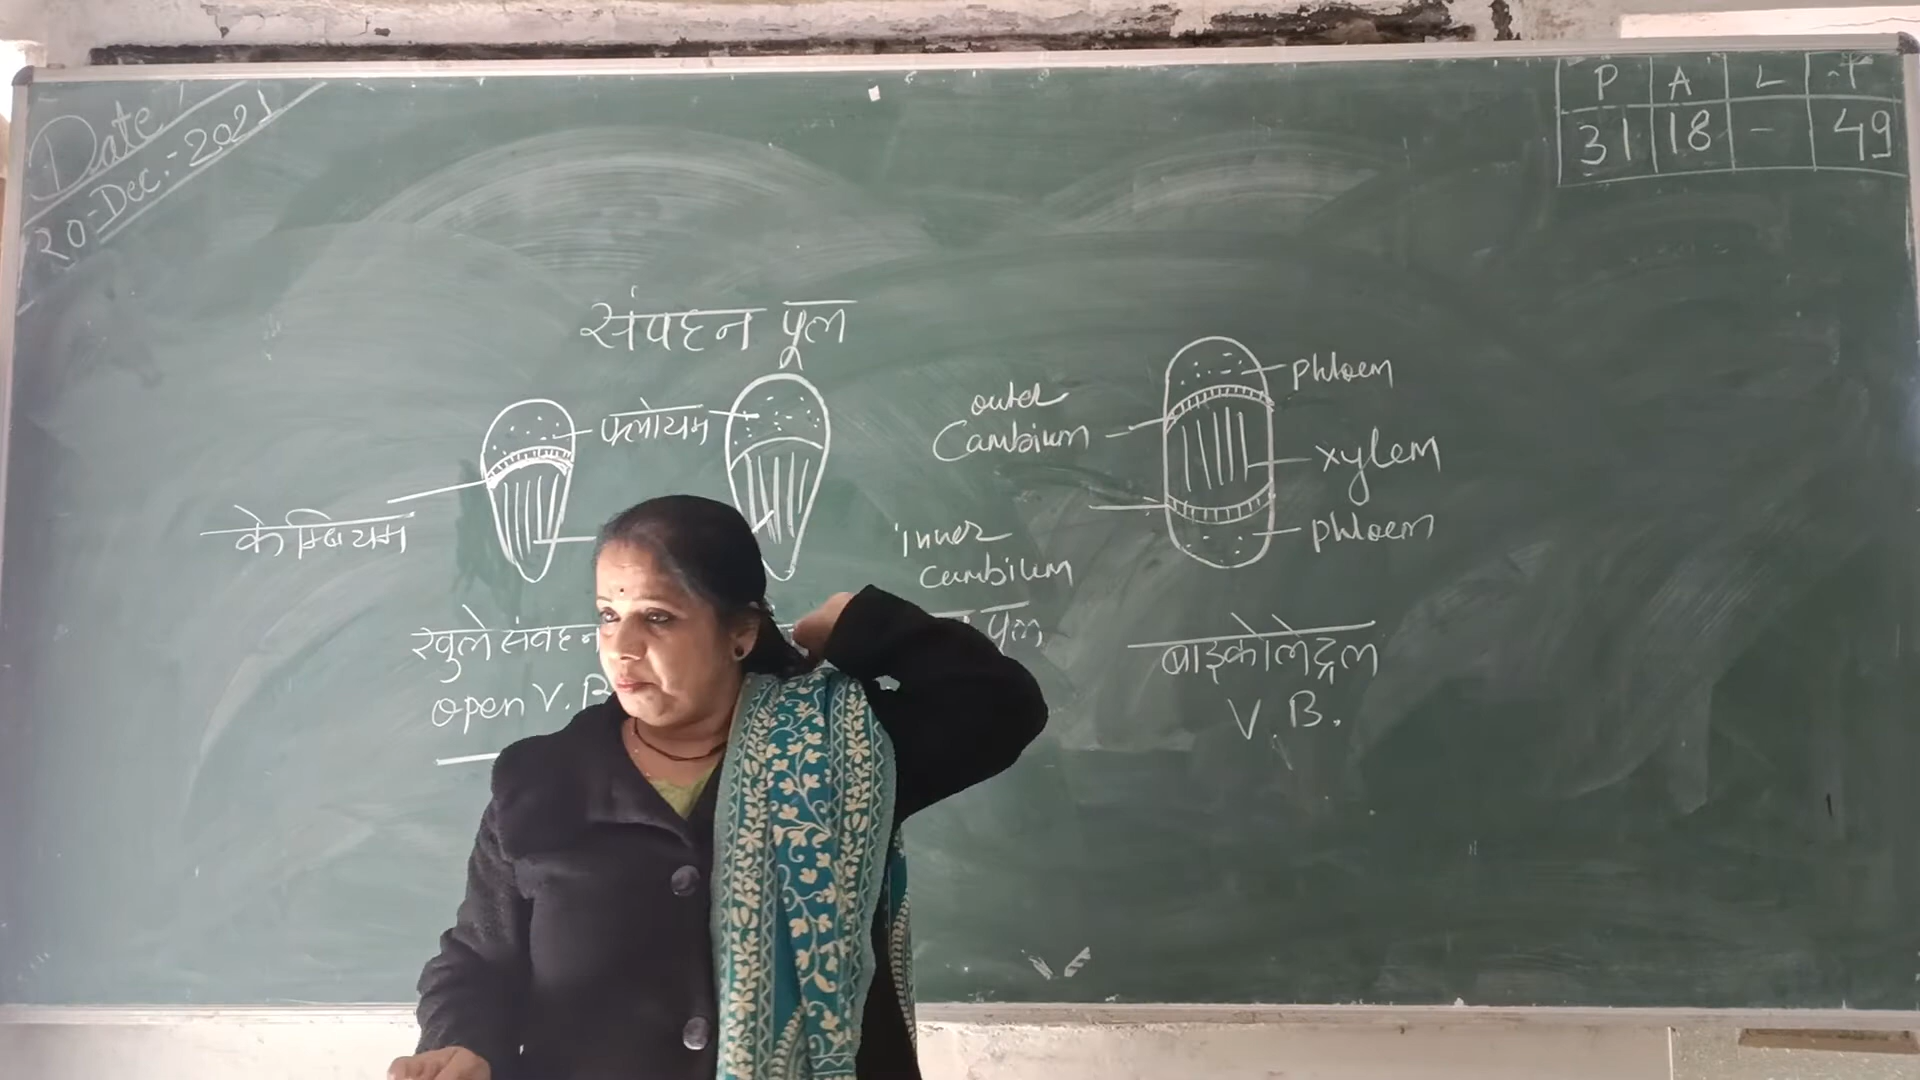 Date
20-Dec.-2021
P A L T
31 18 - 49
संवहन पूल
फ्लोयम
केम्बियम
खुले संवहन
open V. B
outer
Cambium
inner
cambium
पूल
phloem
xylem
phloem
बाइकोलेट्रल
V. B.